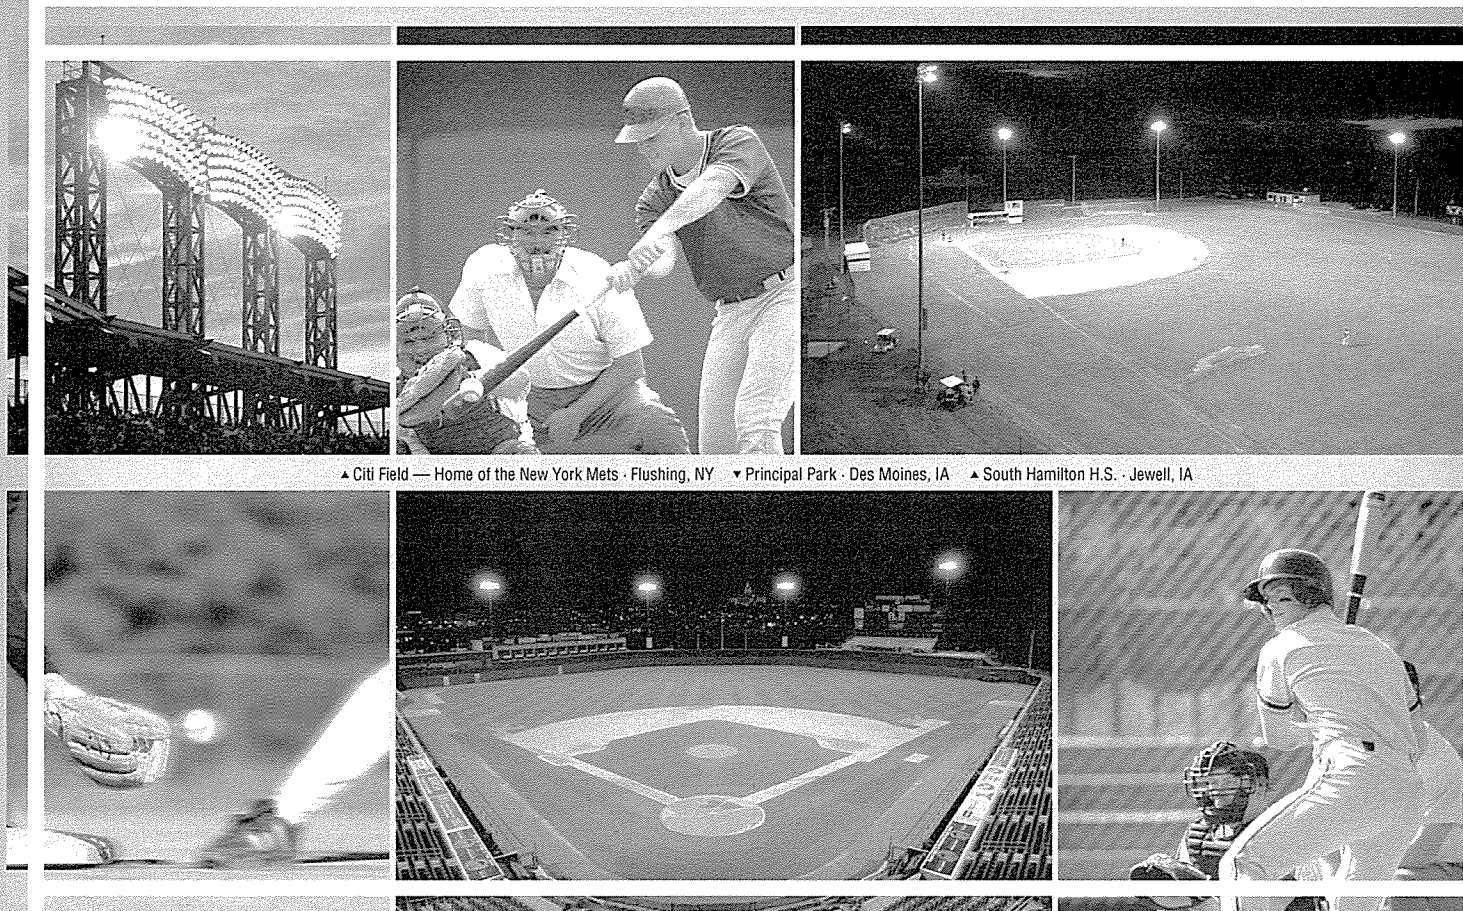 ▲ Citi Field — Home of the New York Mets · Flushing, NY ▼ Principal Park · Des Moines, IA ▲ South Hamilton H.S. · Jewell, IA